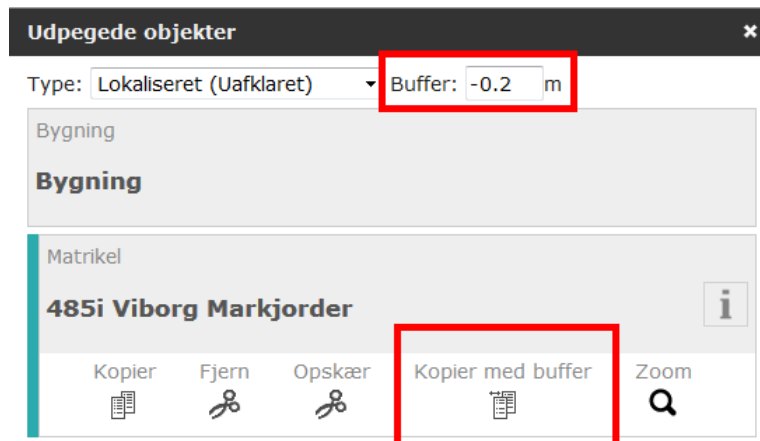 Udpegede objekter
Type: Lokaliseret (Uafklaret) Buffer: -0.2 m
Bygning
Bygning
Matrikel
485i Viborg Markjorder
Kopier Fjern Opskær Kopier med buffer Zoom